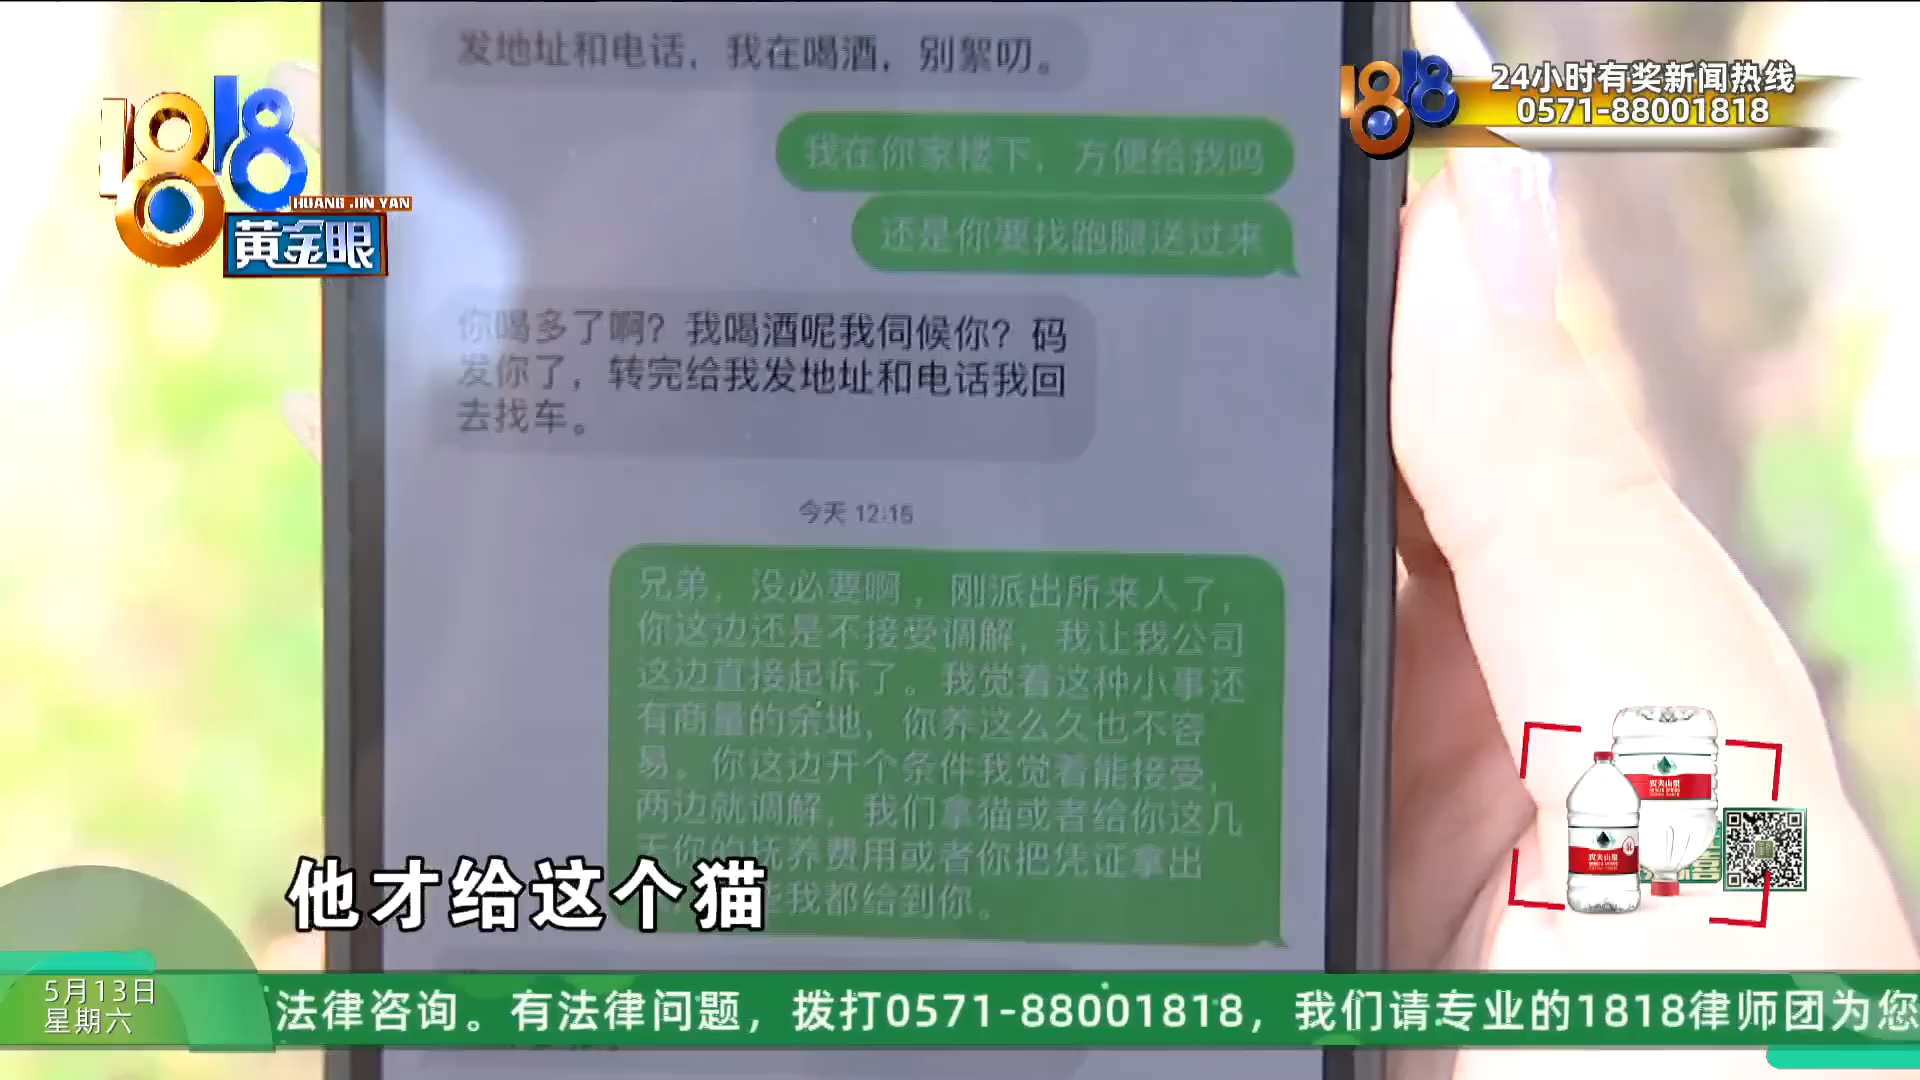 发地址和电话，我在喝酒，别絮叨。
1818
HUANG JIN YAN
黄金眼
1818
24小时有奖新闻热线
0571-88001818
我在你家楼下，方便给我吗
还是你要找跑腿送过来
你喝多了啊？我喝酒呢我伺候你？码
发你了，转完给我发地址和电话我回
去找车。
今天 12:15
兄弟，没必要啊，刚派出所来人了，
你这边还是不接受调解，我让我公司
这边直接起诉了。我觉着这种小事还
有商量的余地，你养这么久也不容
易。你这边开个条件我觉着能接受，
两边就调解，我们拿猫或者给你这几
天你的抚养费用或者你把凭证拿出
些我都给到你。
他才给这个猫
农夫山泉
农夫山泉
5月13日
星期六
法律咨询。有法律问题，拨打0571-88001818，我们请专业的1818律师团为您